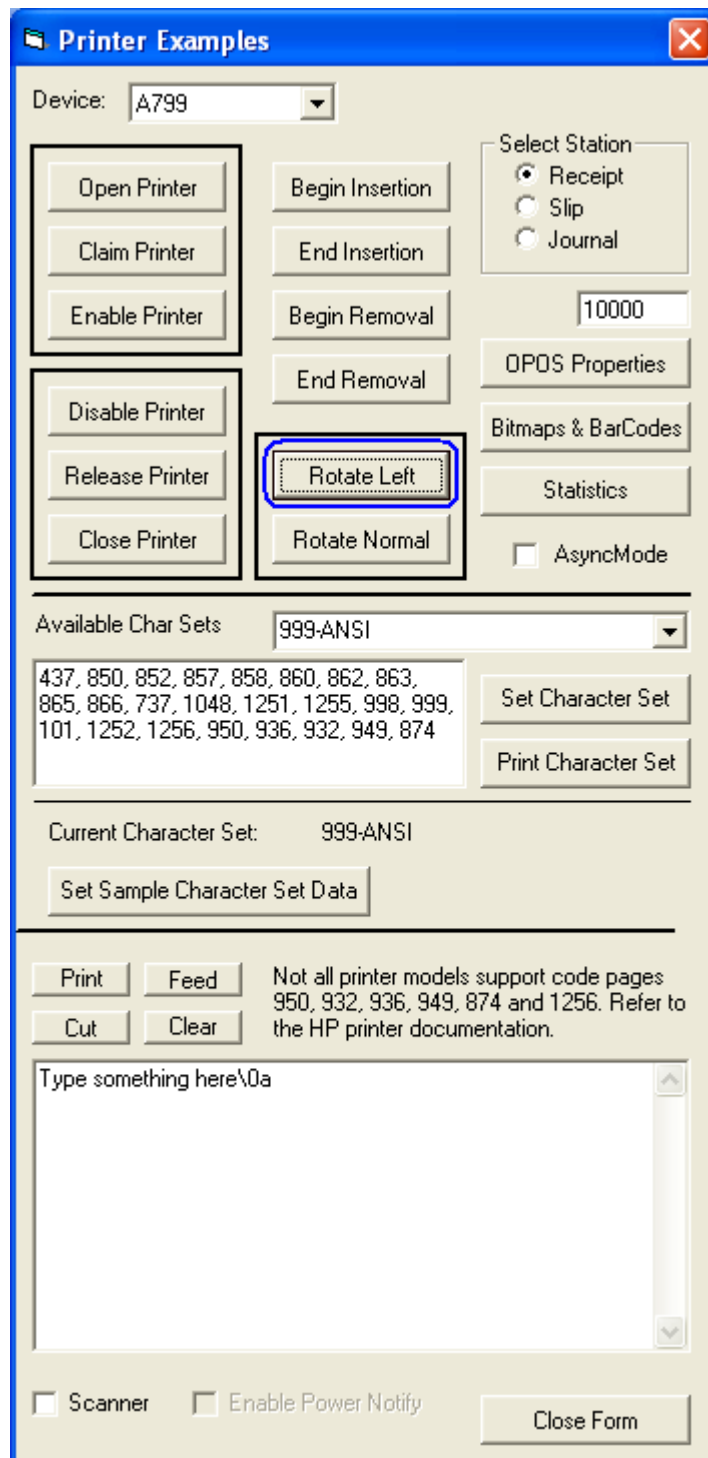 Printer Examples
Device: A799
Open Printer
Claim Printer
Enable Printer
Begin Insertion
End Insertion
Begin Removal
End Removal
Select Station
Receipt
Slip
Journal
10000
OPOS Properties
Bitmaps & BarCodes
Statistics
AsyncMode
Disable Printer
Release Printer
Close Printer
Rotate Left
Rotate Normal
Available Char Sets
999-ANSI
437, 850, 852, 857, 858, 860, 862, 863,
865, 866, 737, 1048, 1251, 1255, 998, 999,
101, 1252, 1256, 950, 936, 932, 949, 874
Set Character Set
Print Character Set
Current Character Set: 999-ANSI
Set Sample Character Set Data
Print
Feed
Cut
Clear
Not all printer models support code pages
950, 932, 936, 949, 874 and 1256. Refer to
the HP printer documentation.
Type something here\0a
Scanner
Enable Power Notify
Close Form